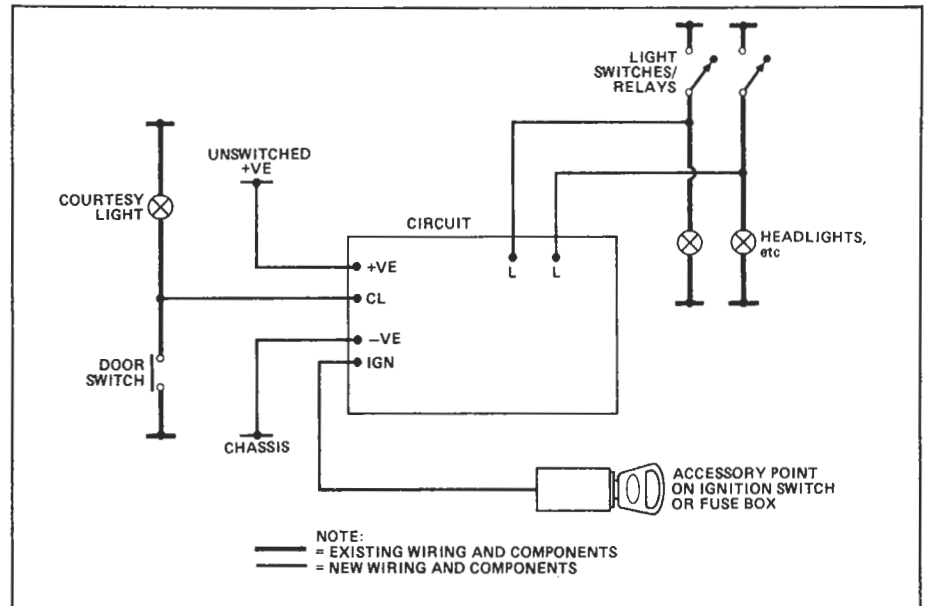 LIGHT
SWITCHES/
RELAYS
UNSWITCHED
+VE
COURTESY
LIGHT
CIRCUIT
HEADLIGHTS,
etc
+VE
L L
CL
DOOR
SWITCH
–VE
IGN
CHASSIS
ACCESSORY POINT
ON IGNITION SWITCH
OR FUSE BOX
NOTE:
= EXISTING WIRING AND COMPONENTS
= NEW WIRING AND COMPONENTS